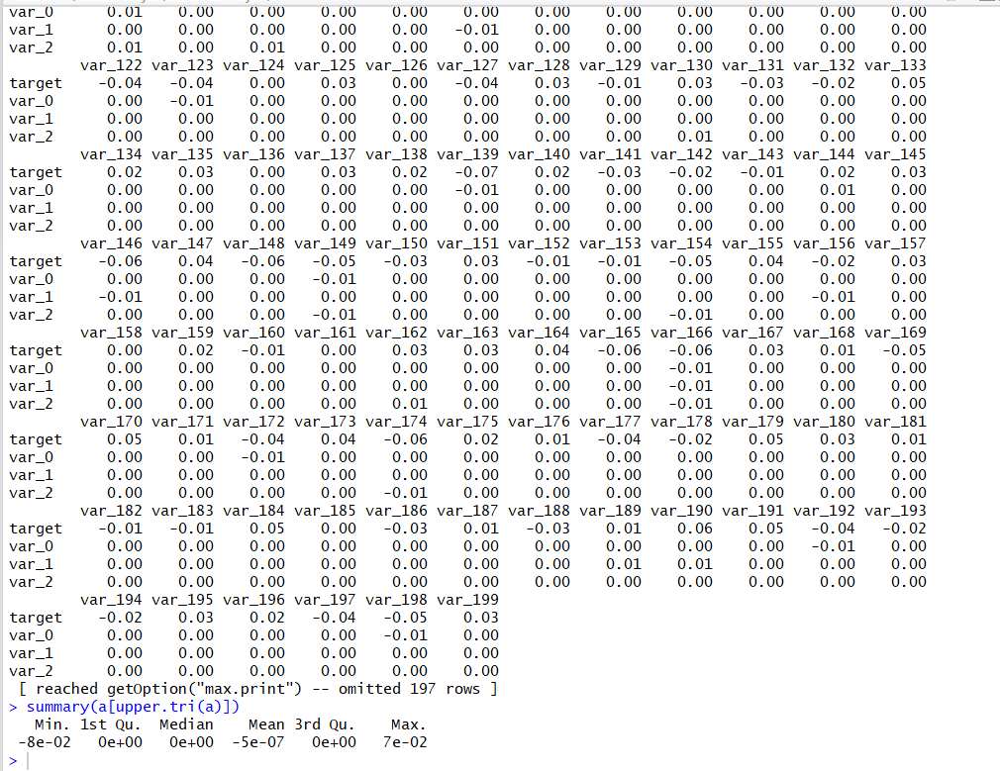 var_0 0.01 0.00 0.00 0.00 0.00 0.00 0.00 0.00 0.00 0.00 0.00 0.00
var_1 0.00 0.00 0.00 0.00 0.00 -0.01 0.00 0.00 0.00 0.00 0.00 0.00
var_2 0.01 0.00 0.01 0.00 0.00 0.00 0.00 0.00 0.00 0.00 0.00 0.00
var_122 var_123 var_124 var_125 var_126 var_127 var_128 var_129 var_130 var_131 var_132 var_133
target -0.04 -0.04 0.00 0.03 0.00 -0.04 0.03 -0.01 0.03 -0.03 -0.02 0.05
var_0 0.00 -0.01 0.00 0.00 0.00 0.00 0.00 0.00 0.00 0.00 0.00 0.00
var_1 0.00 0.00 0.00 0.00 0.00 0.00 0.00 0.00 0.00 0.00 0.00 0.00
var_2 0.00 0.00 0.00 0.00 0.00 0.00 0.00 0.00 0.01 0.00 0.00 0.00
var_134 var_135 var_136 var_137 var_138 var_139 var_140 var_141 var_142 var_143 var_144 var_145
target 0.02 0.03 0.00 0.03 0.02 -0.07 0.02 -0.03 -0.02 -0.01 0.02 0.03
var_0 0.00 0.00 0.00 0.00 0.00 -0.01 0.00 0.00 0.00 0.00 0.01 0.00
var_1 0.00 0.00 0.00 0.00 0.00 0.00 0.00 0.00 0.00 0.00 0.00 0.00
var_2 0.00 0.00 0.00 0.00 0.00 0.00 0.00 0.00 0.00 0.00 0.00 0.00
var_146 var_147 var_148 var_149 var_150 var_151 var_152 var_153 var_154 var_155 var_156 var_157
target -0.06 0.04 -0.06 -0.05 -0.03 0.03 -0.01 -0.01 -0.05 0.04 -0.02 0.03
var_0 0.00 0.00 0.00 -0.01 0.00 0.00 0.00 0.00 0.00 0.00 0.00 0.00
var_1 -0.01 0.00 0.00 0.00 0.00 0.00 0.00 0.00 0.00 0.00 -0.01 0.00
var_2 0.00 0.00 0.00 -0.01 0.00 0.00 0.00 0.00 -0.01 0.00 0.00 0.00
var_158 var_159 var_160 var_161 var_162 var_163 var_164 var_165 var_166 var_167 var_168 var_169
target 0.00 0.02 -0.01 0.00 0.03 0.03 0.04 -0.06 -0.06 0.03 0.01 -0.05
var_0 0.00 0.00 0.00 0.00 0.00 0.00 0.00 0.00 -0.01 0.00 0.00 0.00
var_1 0.00 0.00 0.00 0.00 0.00 0.00 0.00 0.00 -0.01 0.00 0.00 0.00
var_2 0.00 0.00 0.00 0.00 0.01 0.00 0.00 0.00 -0.01 0.00 0.00 0.00
var_170 var_171 var_172 var_173 var_174 var_175 var_176 var_177 var_178 var_179 var_180 var_181
target 0.05 0.01 -0.04 0.04 -0.06 0.02 0.01 -0.04 -0.02 0.05 0.03 0.01
var_0 0.00 0.00 -0.01 0.00 0.00 0.00 0.00 0.00 0.00 0.00 0.00 0.00
var_1 0.00 0.00 0.00 0.00 0.00 0.00 0.00 0.00 0.00 0.00 0.00 0.00
var_2 0.00 0.00 0.00 0.00 -0.01 0.00 0.00 0.00 0.00 0.00 0.00 0.00
var_182 var_183 var_184 var_185 var_186 var_187 var_188 var_189 var_190 var_191 var_192 var_193
target -0.01 -0.01 0.05 0.00 -0.03 0.01 -0.03 0.01 0.06 0.05 -0.04 -0.02
var_0 0.00 0.00 0.00 0.00 0.00 0.00 0.00 0.00 0.00 0.00 -0.01 0.00
var_1 0.00 0.00 0.00 0.00 0.00 0.00 0.00 0.01 0.01 0.00 0.00 0.00
var_2 0.00 0.00 0.00 0.00 0.00 0.00 0.00 0.00 0.00 0.00 0.00 0.00
var_194 var_195 var_196 var_197 var_198 var_199
target -0.02 0.03 0.02 -0.04 -0.05 0.03
var_0 0.00 0.00 0.00 0.00 -0.01 0.00
var_1 0.00 0.00 0.00 0.00 0.00 0.00
var_2 0.00 0.00 0.00 0.00 0.00 0.00
[ reached getOption("max.print") -- omitted 197 rows ]
> summary(a[upper.tri(a)])
Min. 1st Qu. Median Mean 3rd Qu. Max.
-8e-02 0e+00 0e+00 -5e-07 0e+00 7e-02
>